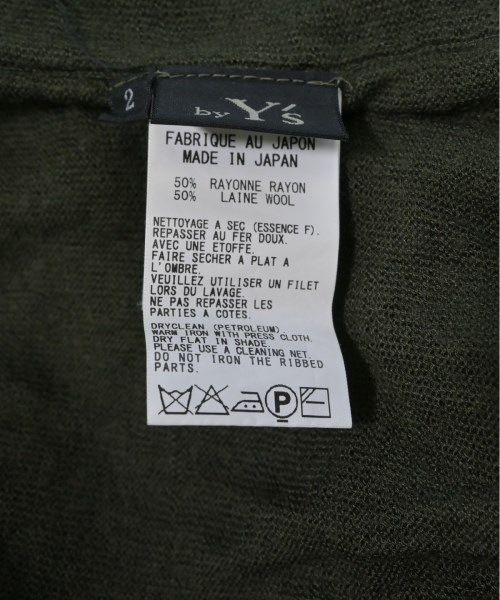 2
by Y's
FABRIQUE AU JAPON
MADE IN JAPAN
50% RAYONNE RAYON
50% LAINE WOOL
NETTOYAGE A SEC (ESSENCE F).
REPASSER AU FER DOUX.
AVEC UNE ETOFFE.
FAIRE SECHER A PLAT A
L'OMBRE.
VEUILLEZ UTILISER UN FILET
LORS DU LAVAGE.
NE PAS REPASSER LES
PARTIES A COTES.
DRYCLEAN (PETROLEUM)
WARM IRON WITH PRESS CLOTH.
DRY FLAT IN SHADE.
PLEASE USE A CLEANING NET.
DO NOT IRON THE RIBBED
PARTS.
P